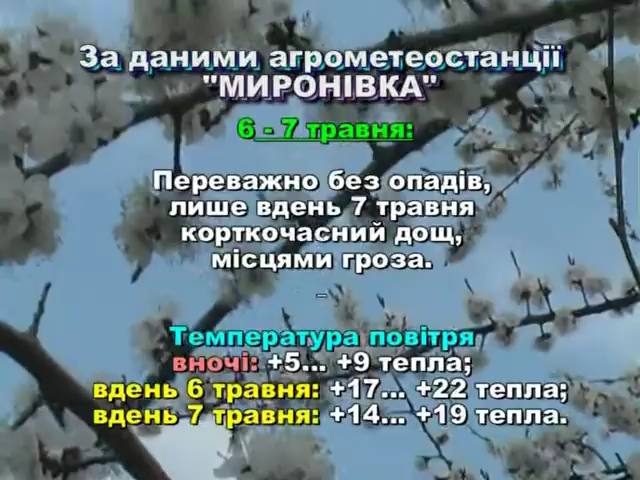 За даними агрометеостанції
"МИРОНІВКА"
6 - 7 травня:
Переважно без опадів,
лише вдень 7 травня
корткочасний дощ,
місцями гроза.
–
Температура повітря
вночі: +5... +9 тепла;
вдень 6 травня: +17... +22 тепла;
вдень 7 травня: +14... +19 тепла.